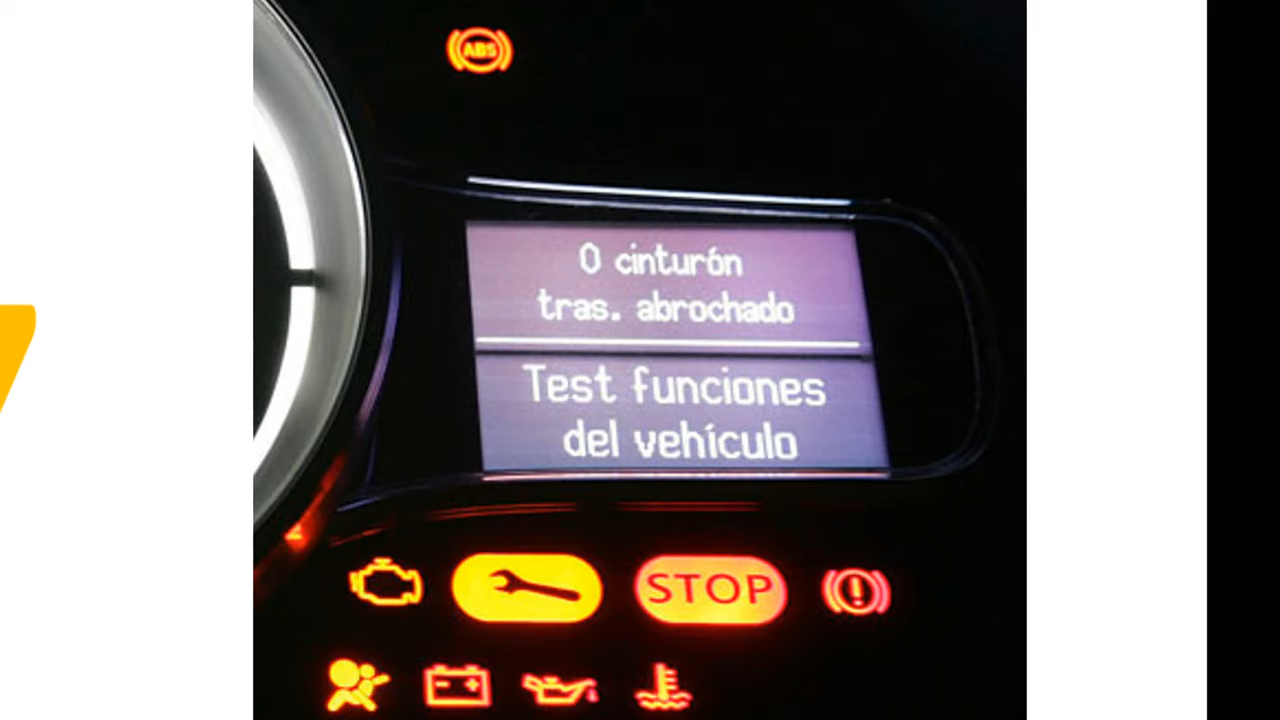 ABS
0 cinturón
tras. abrochado
Test funciones
del vehículo
STOP